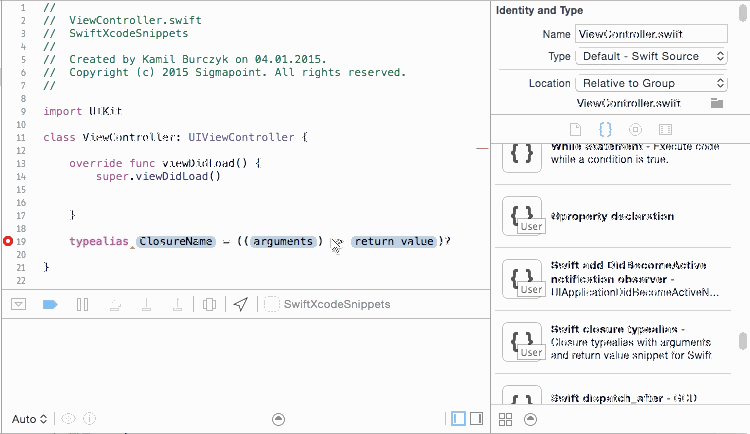 1 //
2 // ViewController.swift
3 // SwiftXcodeSnippets
4 //
5 // Created by Kamil Burczyk on 04.01.2015.
6 // Copyright (c) 2015 Sigmapoint. All rights reserved.
7 //
8
9 import UIKit
10
11 class ViewController: UIViewController {
12
13 override func viewDidLoad() {
14 super.viewDidLoad()
15
16
17 }
18
19 typealias ClosureName = ((arguments) -> return value)?
20
21 }
22
SwiftXcodeSnippets
Auto
Identity and Type
Name ViewController.swift
Type Default - Swift Source
Location Relative to Group
ViewController.swift
While Statement - Execute code
while a condition is true.
{ }
User
@property declaration
{ }
User
Swift add DidBecomeActive
notification observer -
UIApplicationDidBecomeActiveN...
{ }
User
Swift closure typealias -
Closure typealias with arguments
and return value snippet for Swift
{ }
User
Swift dispatch_after - GCD